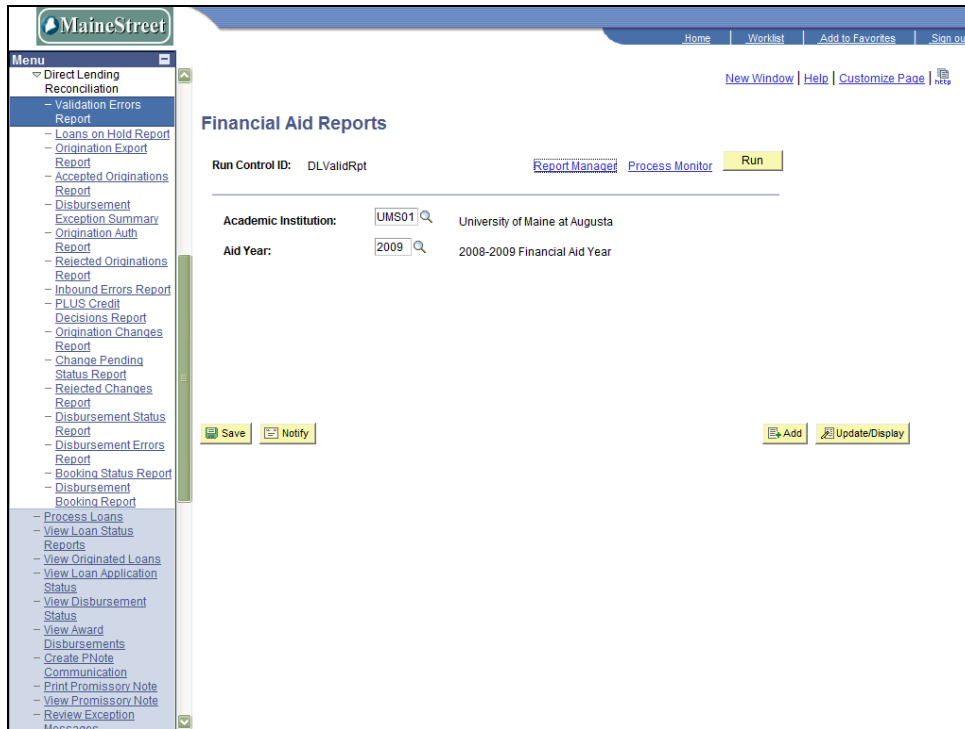 MaineStreet
Home
Worklist
Add to Favorites
Sign ou
Menu
Direct Lending
Reconciliation
– Validation Errors
Report
– Loans on Hold Report
– Origination Export
Report
– Accepted Originations
Report
– Disbursement
Exception Summary
– Origination Auth
Report
– Rejected Originations
Report
– Inbound Errors Report
– PLUS Credit
Decisions Report
– Origination Changes
Report
– Change Pending
Status Report
– Rejected Changes
Report
– Disbursement Status
Report
– Disbursement Errors
Report
– Booking Status Report
– Disbursement
Booking Report
– Process Loans
– View Loan Status
Reports
– View Originated Loans
– View Loan Application
Status
– View Disbursement
Status
– View Award
Disbursements
– Create PNote
Communication
– Print Promissory Note
– View Promissory Note
– Review Exception
Messages
New Window | Help | Customize Page |
http
Financial Aid Reports
Run Control ID: DLValidRpt
Report Manager
Process Monitor
Run
Academic Institution: UMS01 University of Maine at Augusta
Aid Year: 2009 2008-2009 Financial Aid Year
Save
Notify
Add
Update/Display